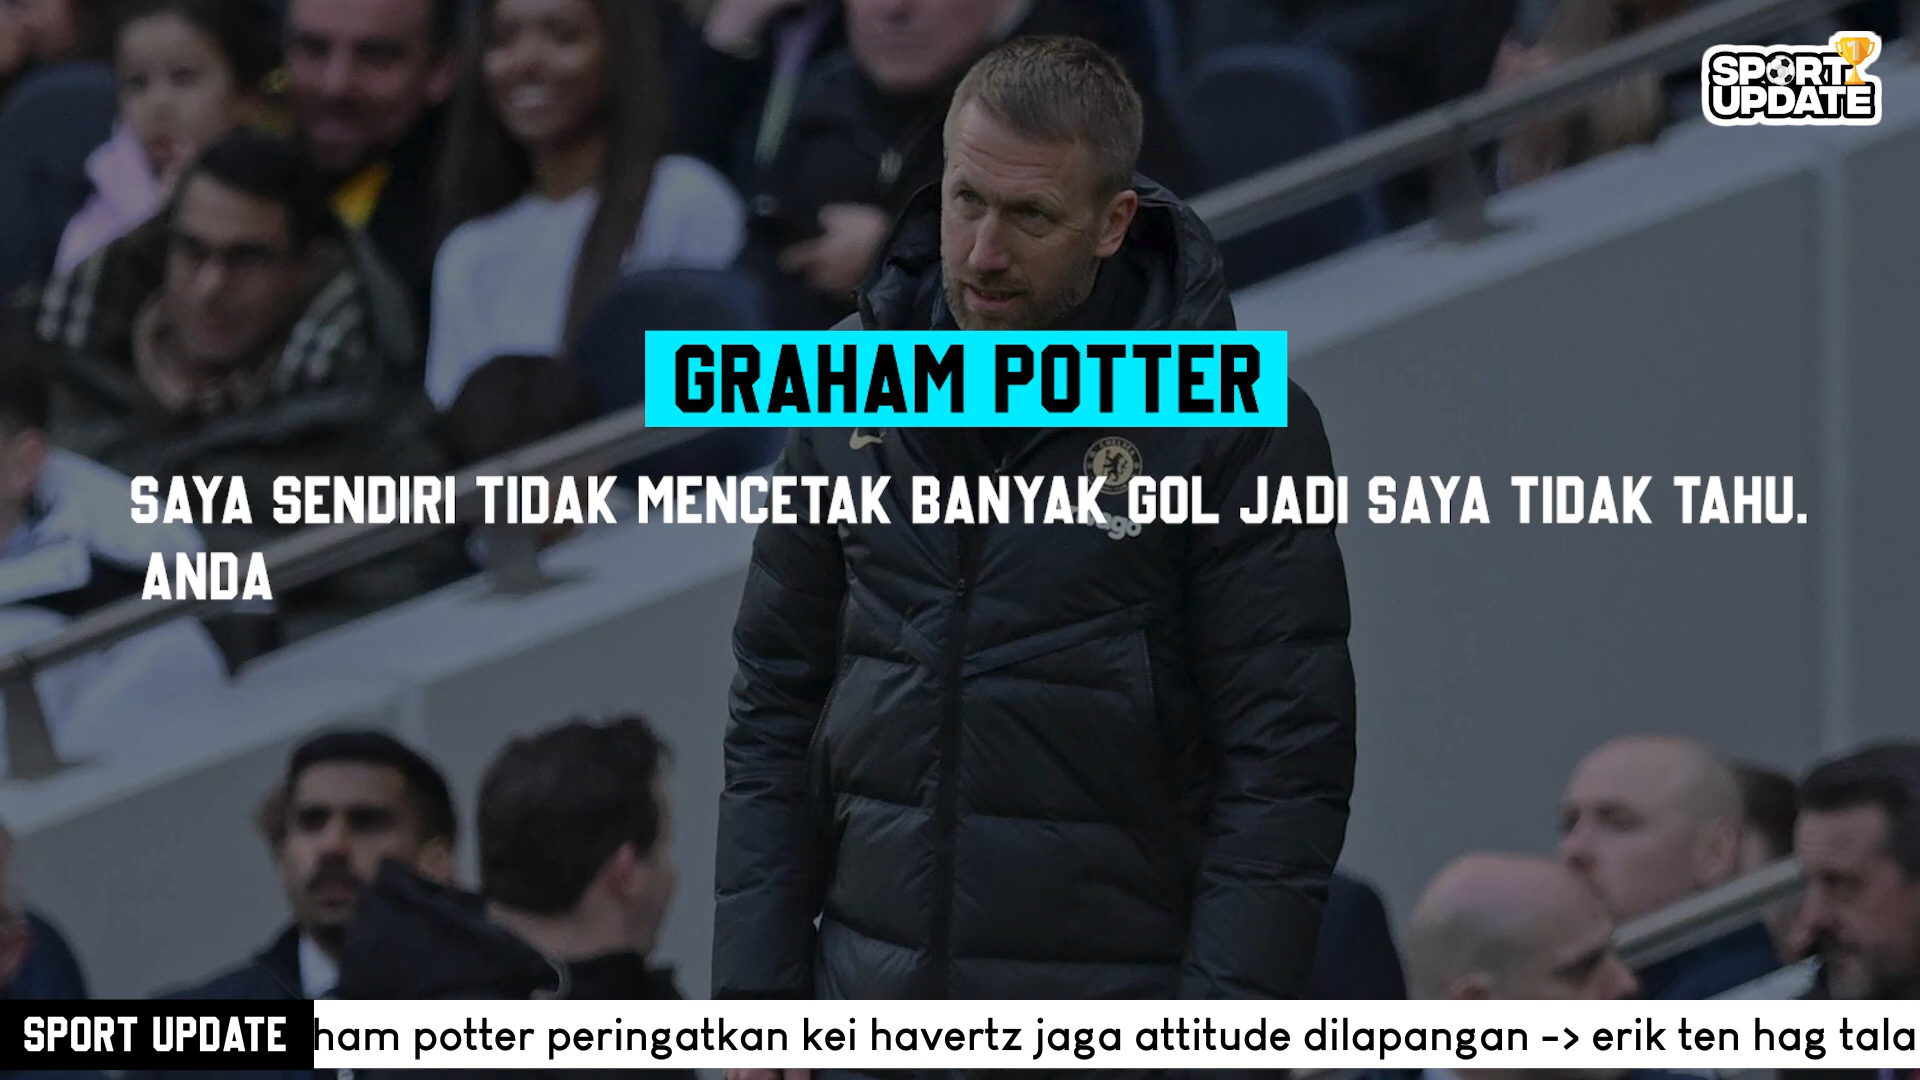 SPORT
UPDATE
GRAHAM POTTER
SAYA SENDIRI TIDAK MENCETAK BANYAK GOL JADI SAYA TIDAK TAHU.
ANDA
SPORT UPDATE
ham potter peringatkan kei havertz jaga attitude dilapangan -> erik ten hag tala